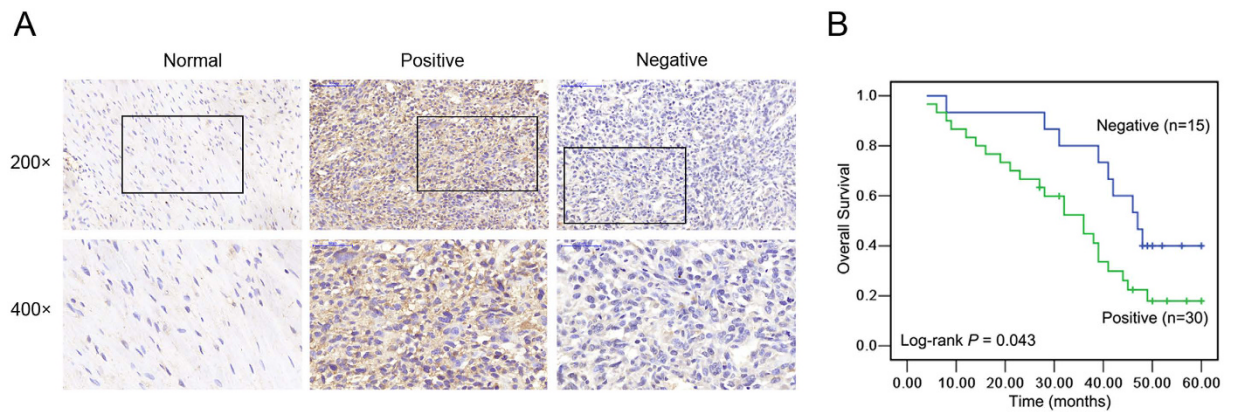 A
B
Normal
Positive
Negative
200×
400×
Overall Survival
1.0
0.8
0.6
0.4
0.2
0.0
Negative (n=15)
Positive (n=30)
Log-rank P = 0.043
0.00 10.00 20.00 30.00 40.00 50.00 60.00
Time (months)